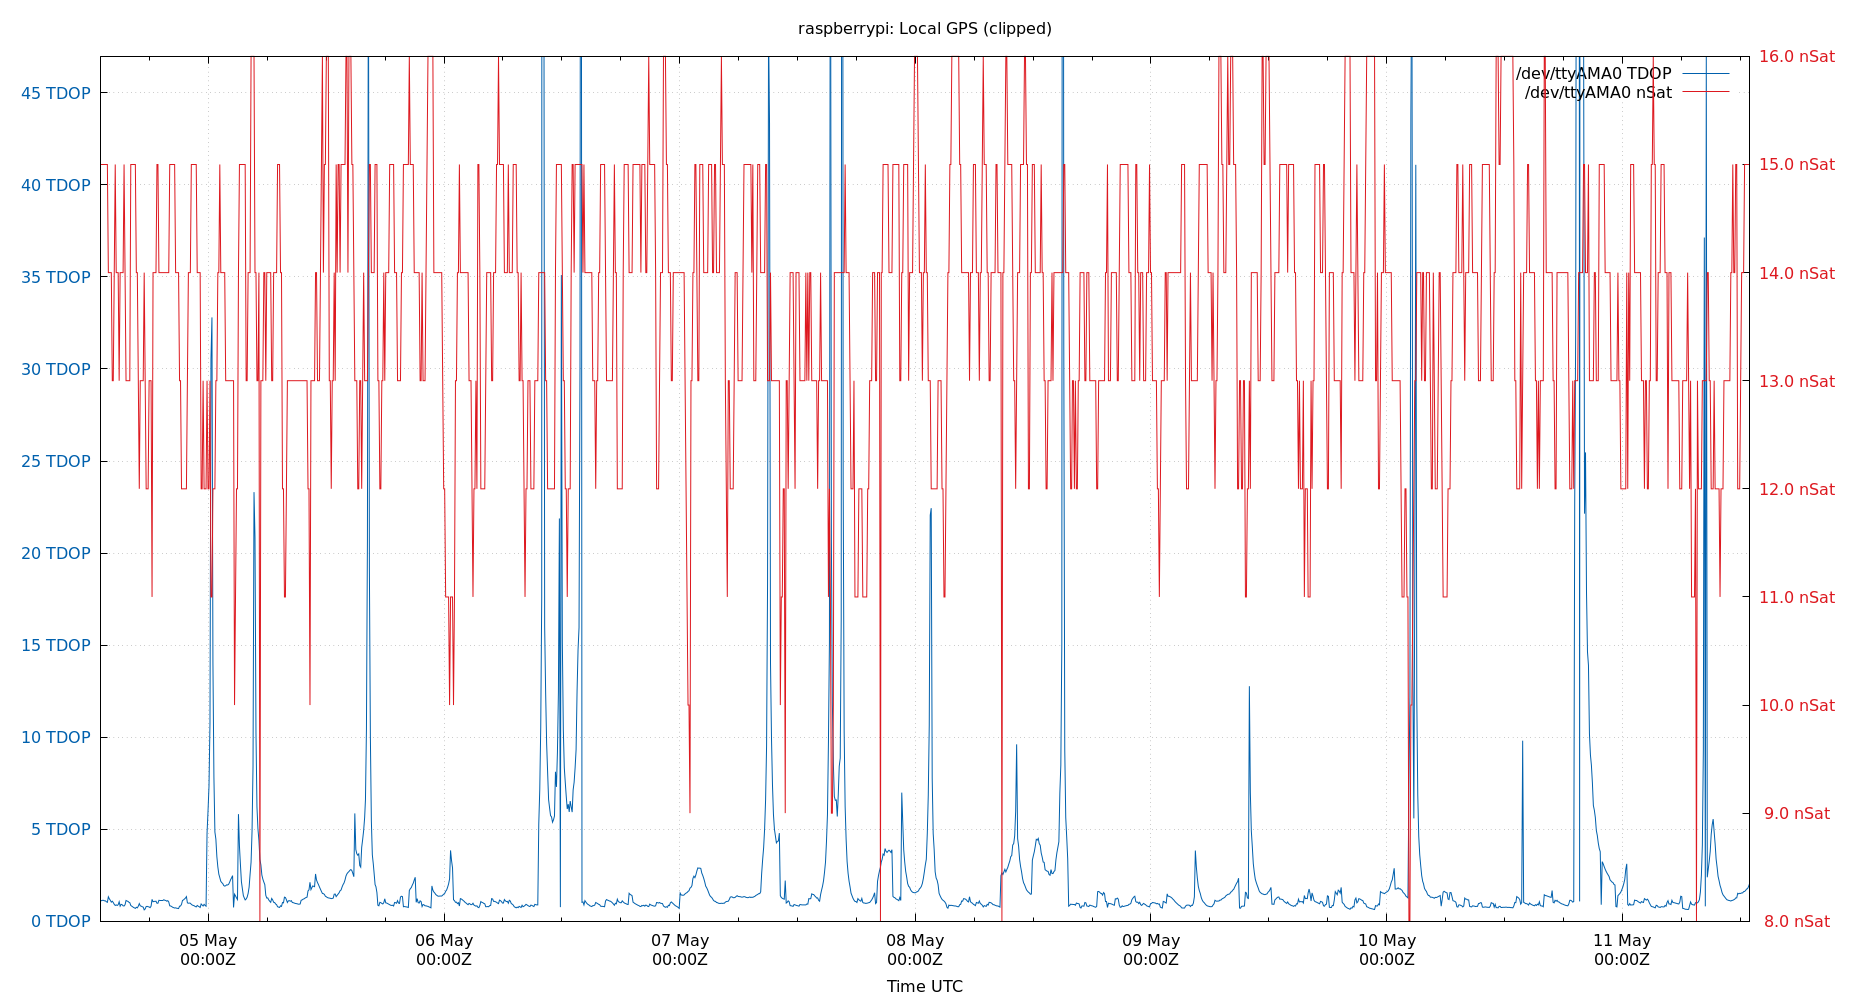 raspberrypi: Local GPS (clipped)
/dev/ttyAMA0 TDOP
/dev/ttyAMA0 nSat
45 TDOP
40 TDOP
35 TDOP
30 TDOP
25 TDOP
20 TDOP
15 TDOP
10 TDOP
5 TDOP
0 TDOP
16.0 nSat
15.0 nSat
14.0 nSat
13.0 nSat
12.0 nSat
11.0 nSat
10.0 nSat
9.0 nSat
8.0 nSat
05 May
00:00Z
06 May
00:00Z
07 May
00:00Z
08 May
00:00Z
09 May
00:00Z
10 May
00:00Z
11 May
00:00Z
Time UTC